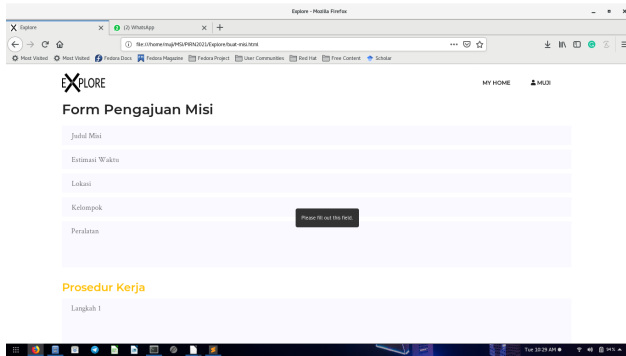 Explore - Mozilla Firefox
Explore
(2) WhatsApp
file:///home/muji/MSI/PIRN2021/Explore/buat-misi.html
Most Visited
Most Visited
Fedora Docs
Fedora Magazine
Fedora Project
User Communities
Red Hat
Free Content
Scholar
EXPLORE
MY HOME
MUJI
Form Pengajuan Misi
Judul Misi
Estimasi Waktu
Lokasi
Kelompok
Please fill out this field.
Peralatan
Prosedur Kerja
Langkah 1
Tue 10:29 AM
94%